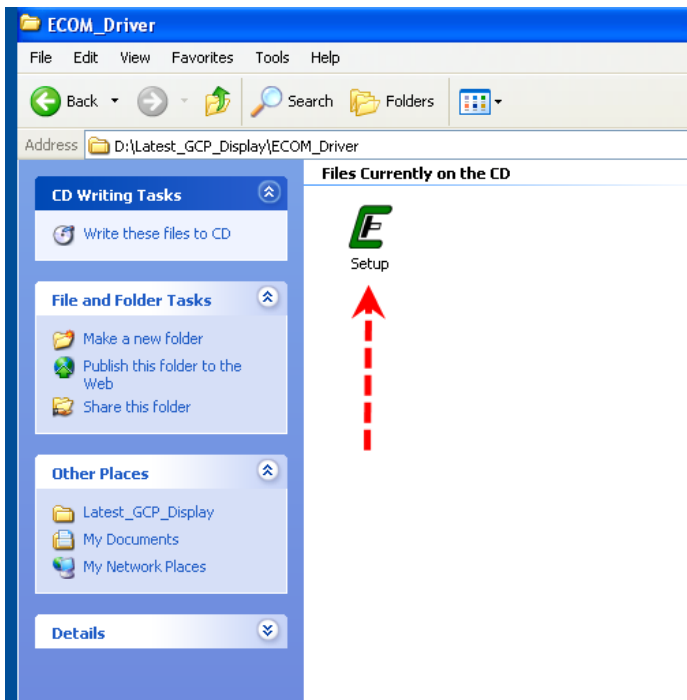 ECOM_Driver
File Edit View Favorites Tools Help
Back Search Folders
Address D:\Latest_GCP_Display\ECOM_Driver
Files Currently on the CD
CD Writing Tasks
Write these files to CD
Setup
File and Folder Tasks
Make a new folder
Publish this folder to the
Web
Share this folder
Other Places
Latest_GCP_Display
My Documents
My Network Places
Details